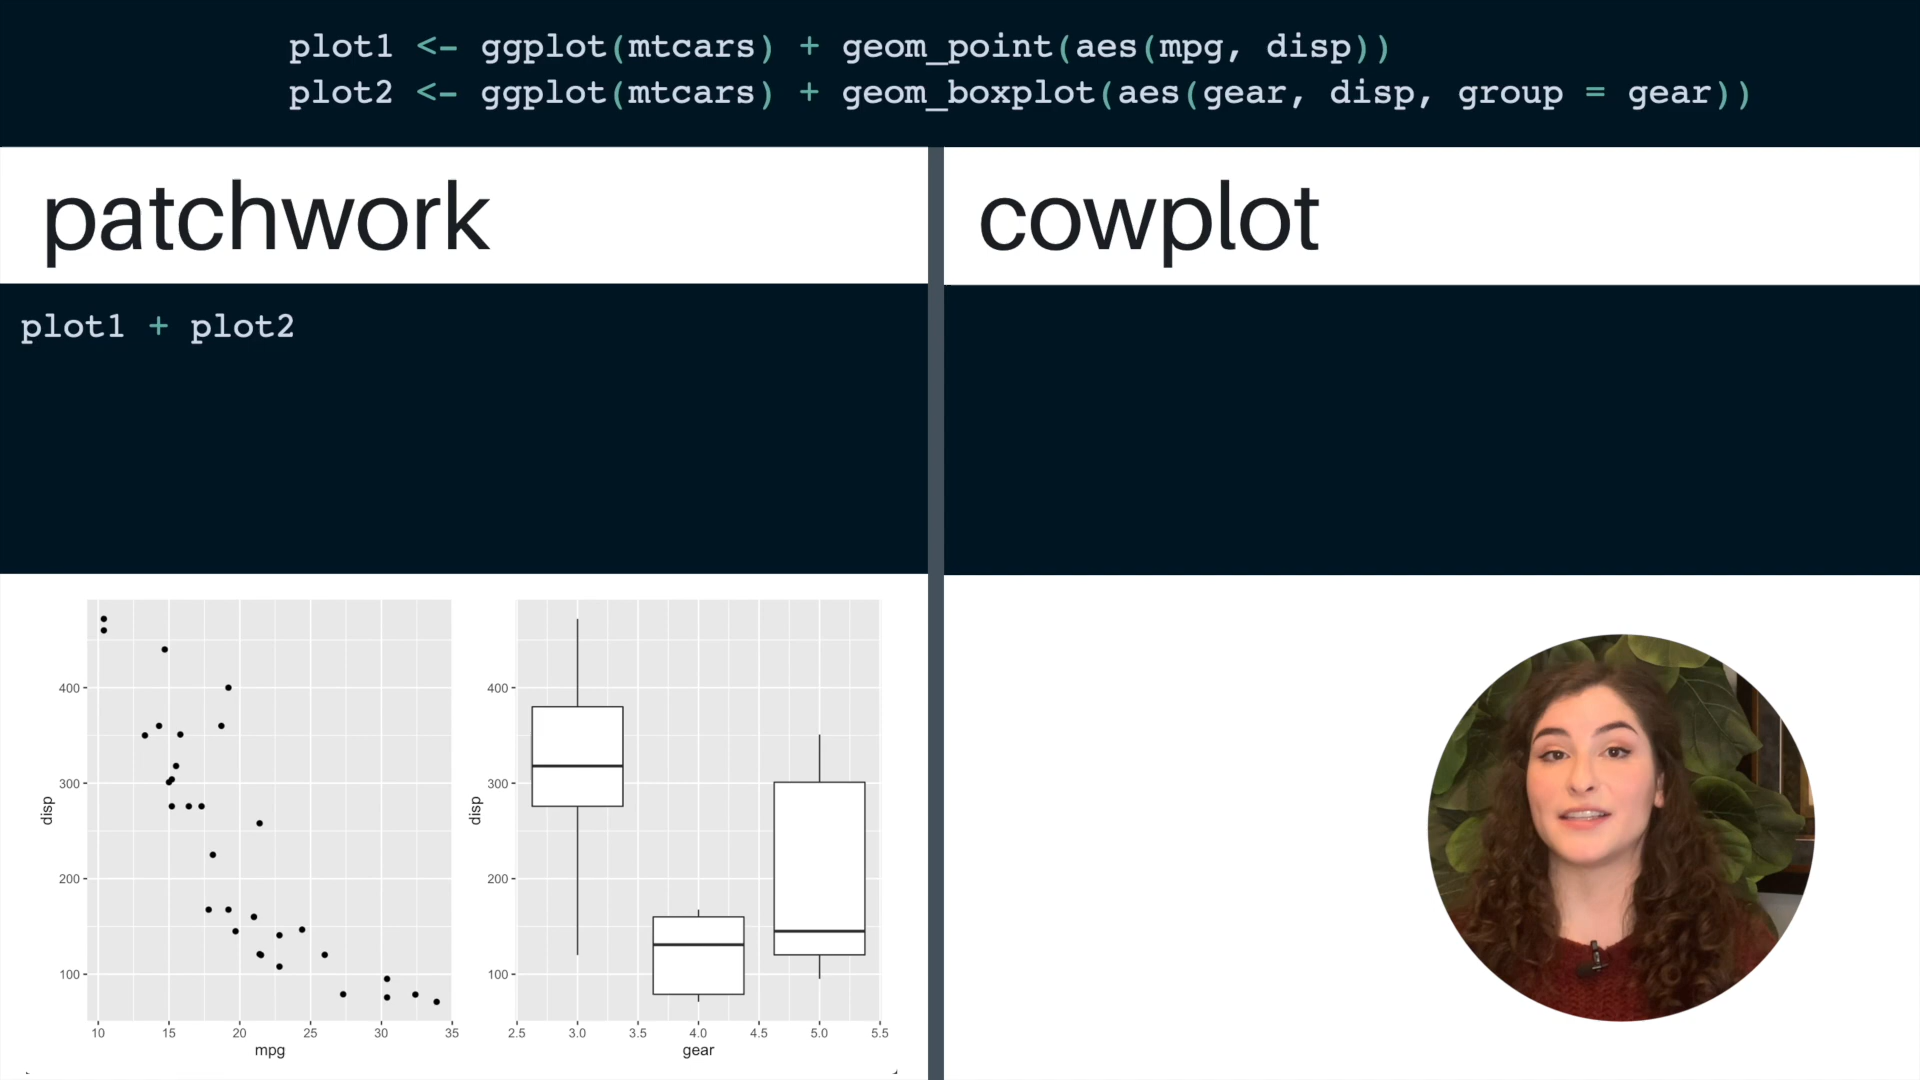 plot1 <- ggplot(mtcars) + geom_point(aes(mpg, disp))
plot2 <- ggplot(mtcars) + geom_boxplot(aes(gear, disp, group = gear))
patchwork
cowplot
plot1 + plot2
400
300
200
100
disp
10 15 20 25 30 35
mpg
400
300
200
100
disp
2.5 3.0 3.5 4.0 4.5 5.0 5.5
gear